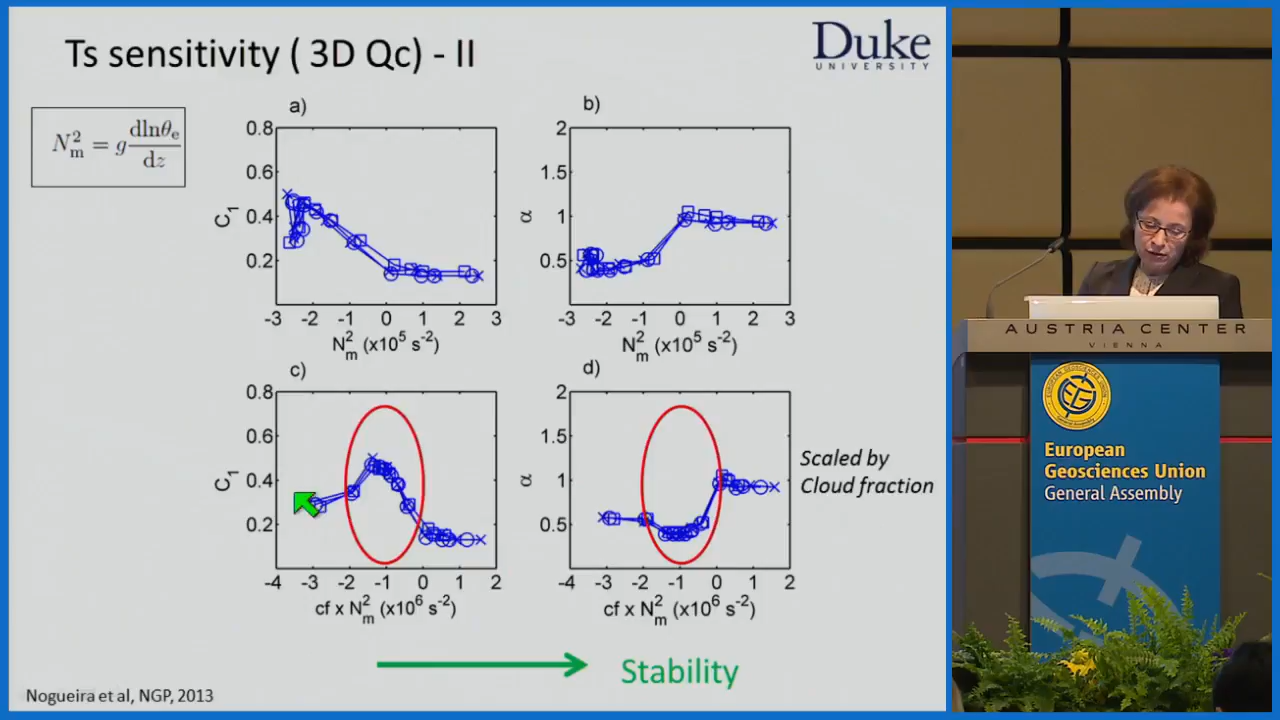 Ts sensitivity ( 3D Qc) - II
Duke
UNIVERSITY
N²ₘ = g dlnθₑ/dz
a)
0.8
0.6
0.4
0.2
C₁
-3 -2 -1 0 1 2 3
N²ₘ (x10⁵ s⁻²)
b)
2
1.5
1
0.5
α
-3 -2 -1 0 1 2 3
N²ₘ (x10⁵ s⁻²)
c)
0.8
0.6
0.4
0.2
C₁
-4 -3 -2 -1 0 1 2
cf x N²ₘ (x10⁶ s⁻²)
d)
2
1.5
1
0.5
α
-4 -3 -2 -1 0 1 2
cf x N²ₘ (x10⁶ s⁻²)
Scaled by
Cloud fraction
Stability
Nogueira et al, NGP, 2013
AUSTRIA CENTER
VIENNA
European
Geosciences Union
General Assembly